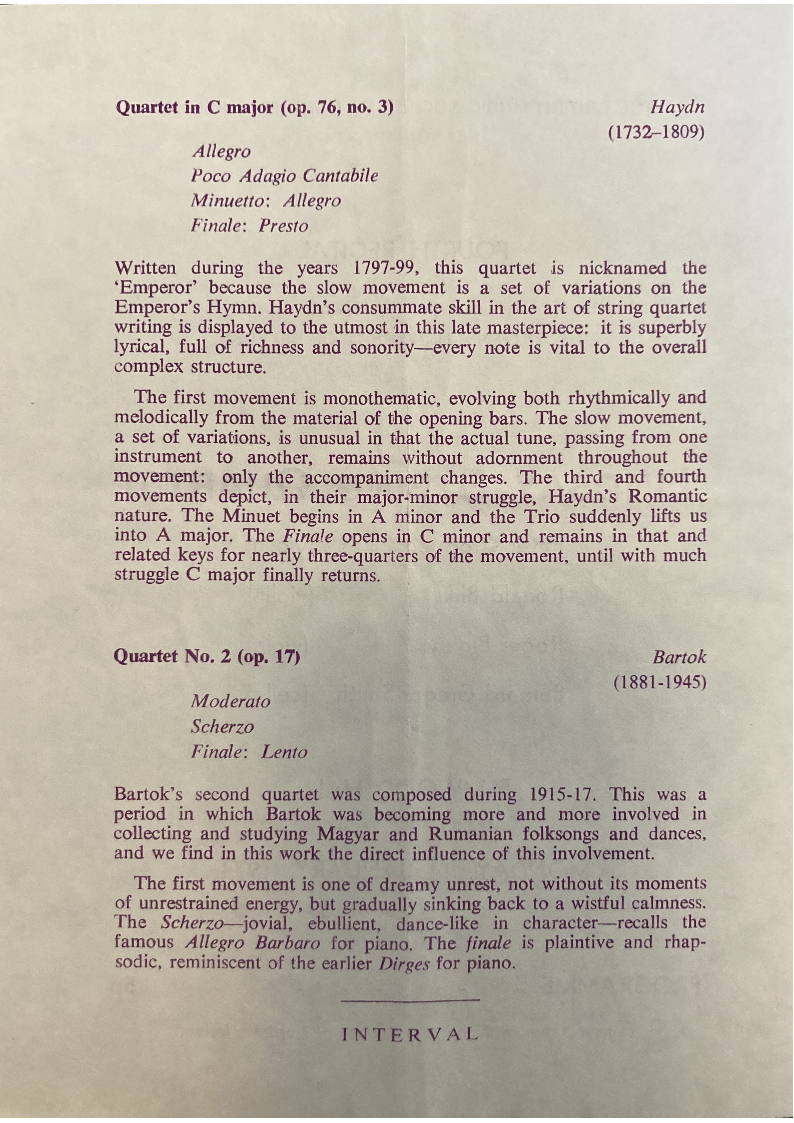 Quartet in C major (op. 76, no. 3) Haydn
(1732–1809)
Allegro
Poco Adagio Cantabile
Minuetto: Allegro
Finale: Presto
Written during the years 1797-99, this quartet is nicknamed the
‘Emperor’ because the slow movement is a set of variations on the
Emperor’s Hymn. Haydn’s consummate skill in the art of string quartet
writing is displayed to the utmost in this late masterpiece: it is superbly
lyrical, full of richness and sonority—every note is vital to the overall
complex structure.
The first movement is monothematic, evolving both rhythmically and
melodically from the material of the opening bars. The slow movement,
a set of variations, is unusual in that the actual tune, passing from one
instrument to another, remains without adornment throughout the
movement: only the accompaniment changes. The third and fourth
movements depict, in their major-minor struggle, Haydn’s Romantic
nature. The Minuet begins in A minor and the Trio suddenly lifts us
into A major. The Finale opens in C minor and remains in that and
related keys for nearly three-quarters of the movement, until with much
struggle C major finally returns.
Quartet No. 2 (op. 17) Bartok
(1881-1945)
Moderato
Scherzo
Finale: Lento
Bartok’s second quartet was composed during 1915-17. This was a
period in which Bartok was becoming more and more involved in
collecting and studying Magyar and Rumanian folksongs and dances,
and we find in this work the direct influence of this involvement.
The first movement is one of dreamy unrest, not without its moments
of unrestrained energy, but gradually sinking back to a wistful calmness.
The Scherzo—jovial, ebullient, dance-like in character—recalls the
famous Allegro Barbaro for piano. The finale is plaintive and rhap-
sodic, reminiscent of the earlier Dirges for piano.
INTERVAL